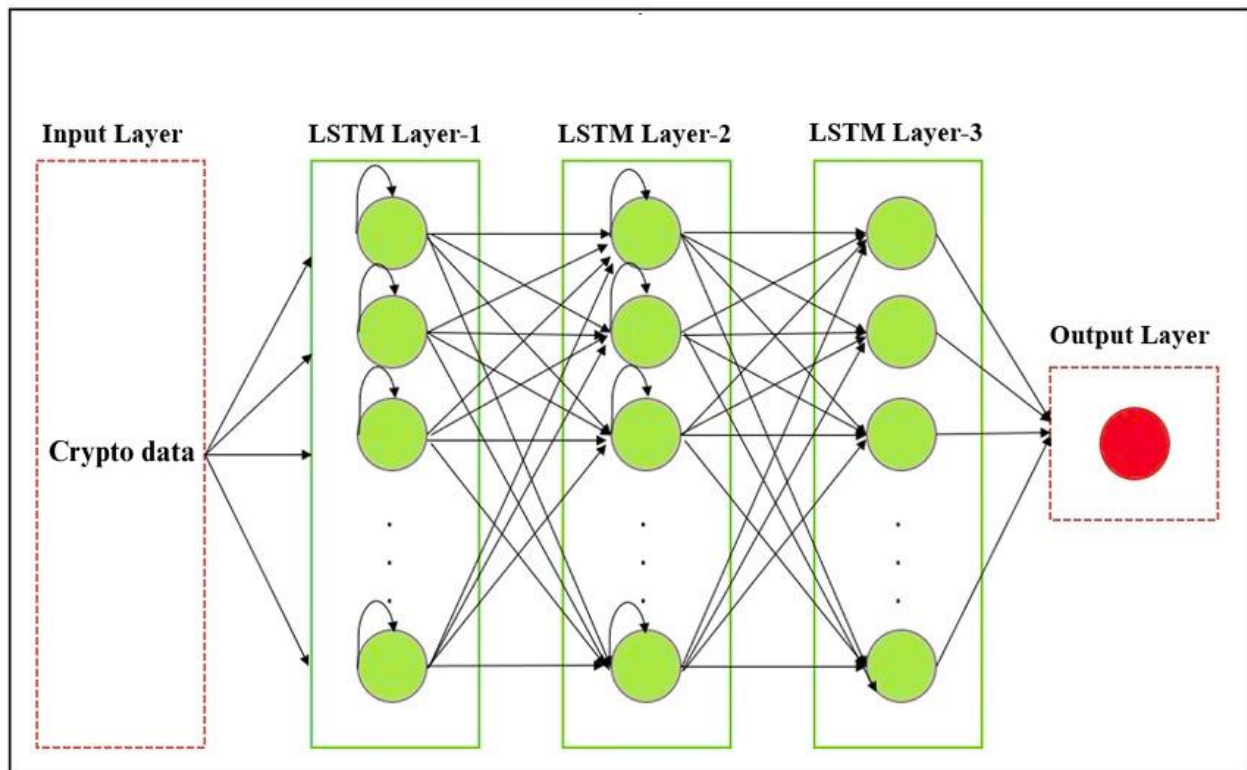 Input Layer
LSTM Layer-1
LSTM Layer-2
LSTM Layer-3
Output Layer
Crypto data